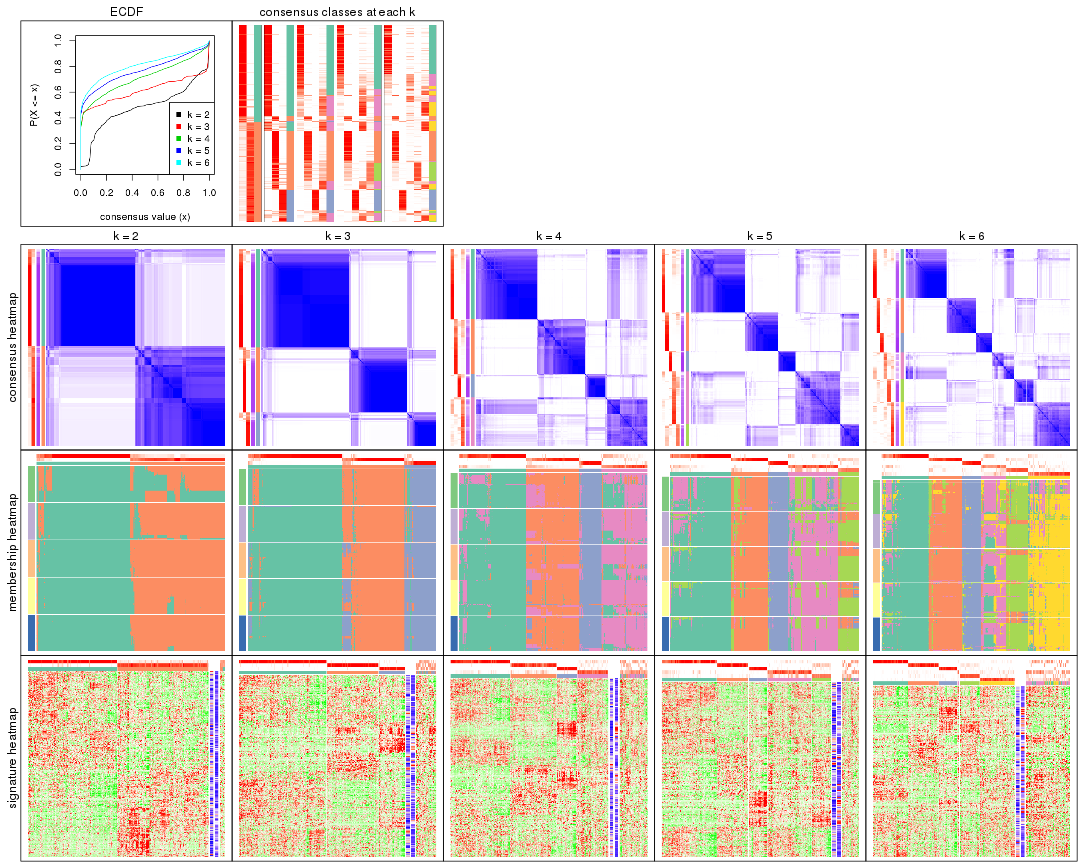 ECDF
consensus classes at each k
P(X <= x)
1.0
0.8
0.6
0.4
0.2
0.0
k = 2
k = 3
k = 4
k = 5
k = 6
0.0 0.2 0.4 0.6 0.8 1.0
consensus value (x)
k = 2
k = 3
k = 4
k = 5
k = 6
consensus heatmap
membership heatmap
signature heatmap